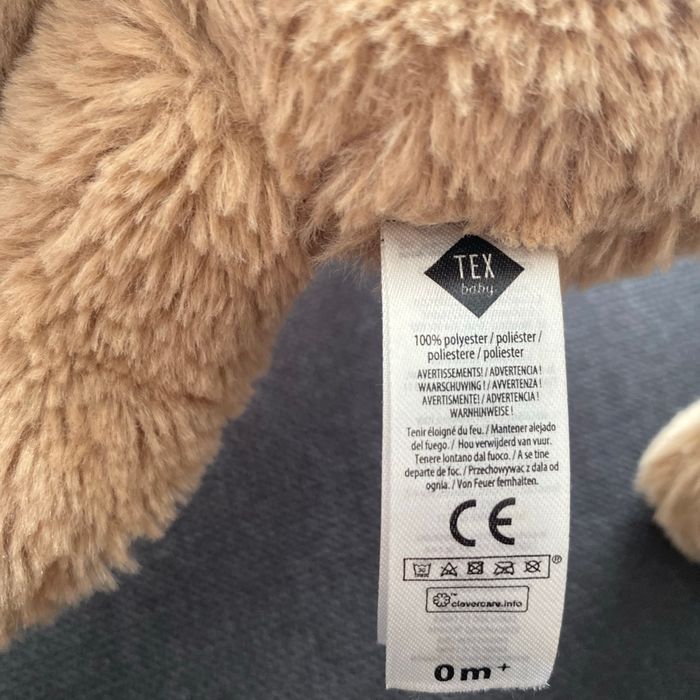 TEX
baby
100% polyester / poliéster /
poliestere / poliester
AVERTISSEMENTS! / ADVERTENCIA !
WAARSCHUWING ! / AVVERTENZA !
AVERTISMENTE! / ADVERTENCIA !
WARNHINWEISE !
Tenir éloigné du feu. / Mantener alejado
del fuego. / Hou verwijderd van vuur.
Tenere lontano dal fuoco. / A se tine
departe de foc. / Przechowywac z dala od
ognia. / Von Feuer fernhalten.
CE
30
®
™
clevercare.info
0m+